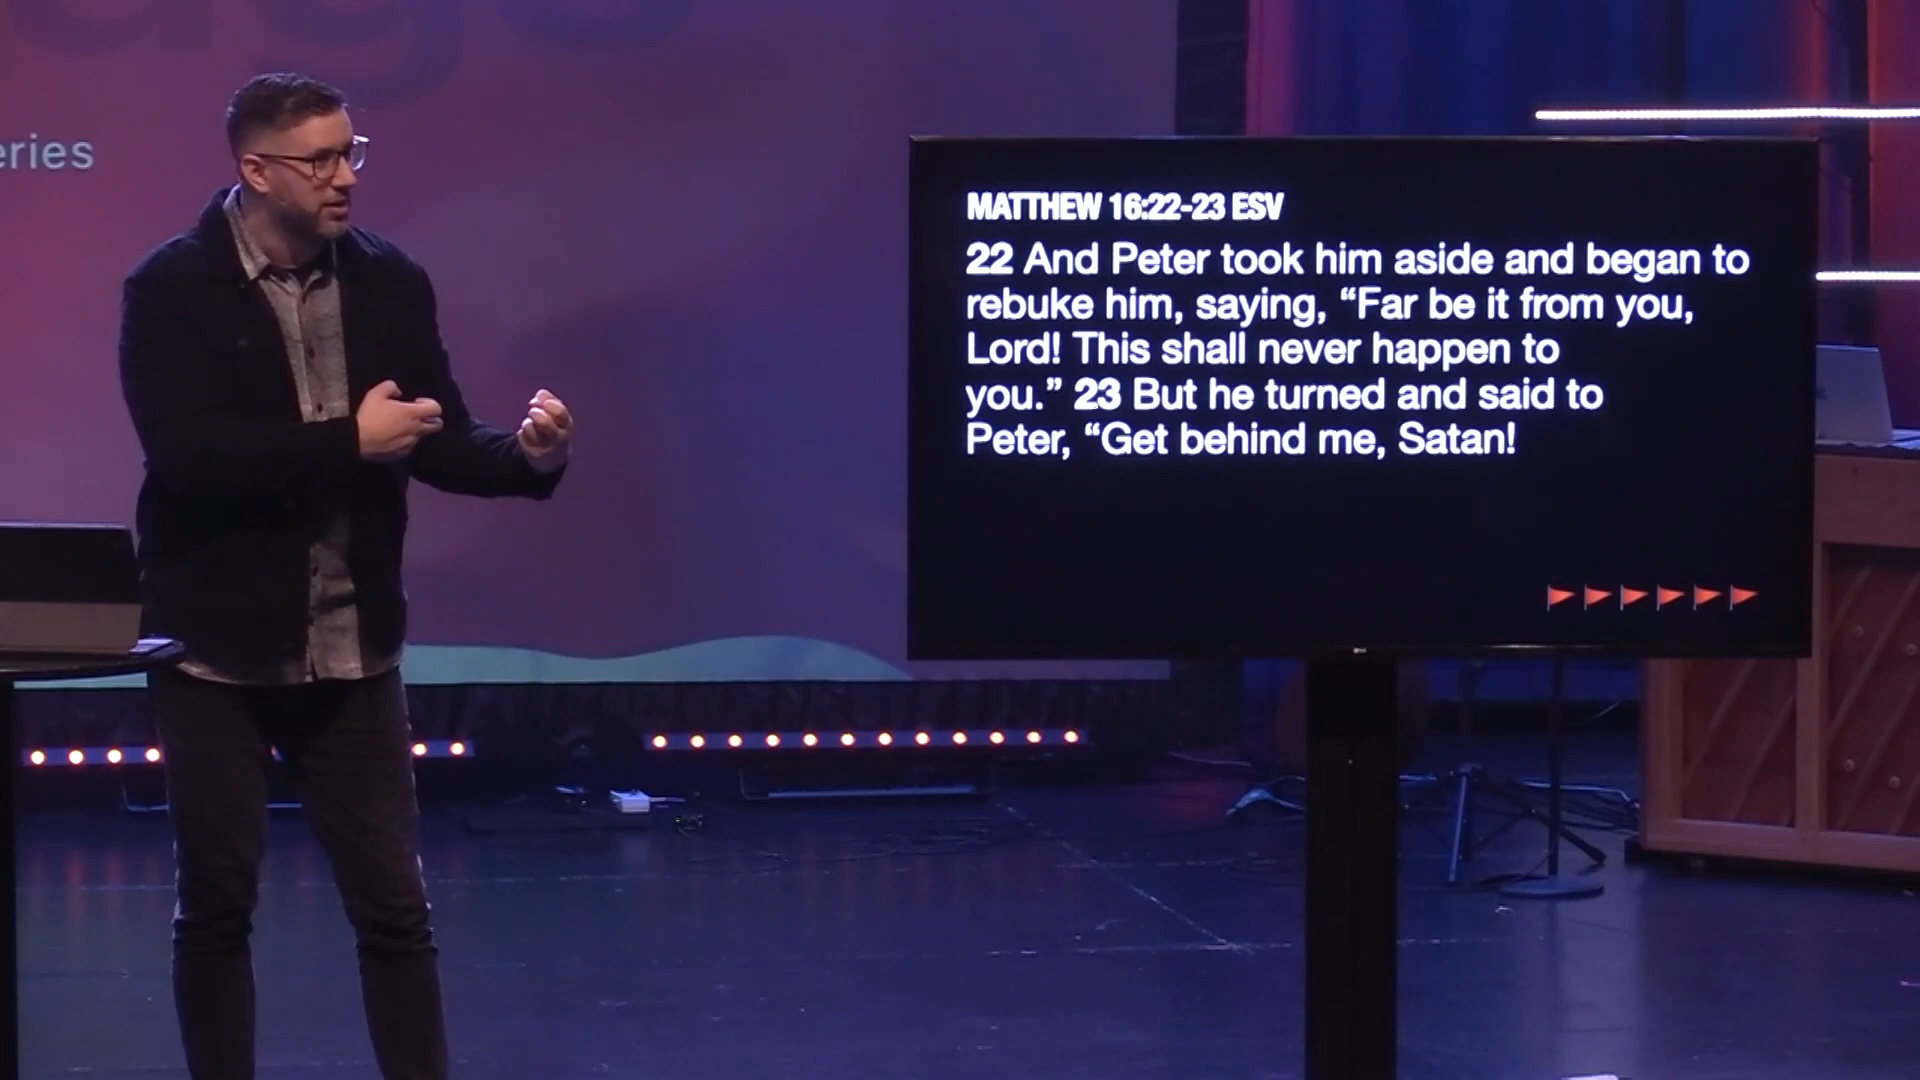 eries
MATTHEW 16:22-23 ESV
22 And Peter took him aside and began to
rebuke him, saying, “Far be it from you,
Lord! This shall never happen to
you.” 23 But he turned and said to
Peter, “Get behind me, Satan!